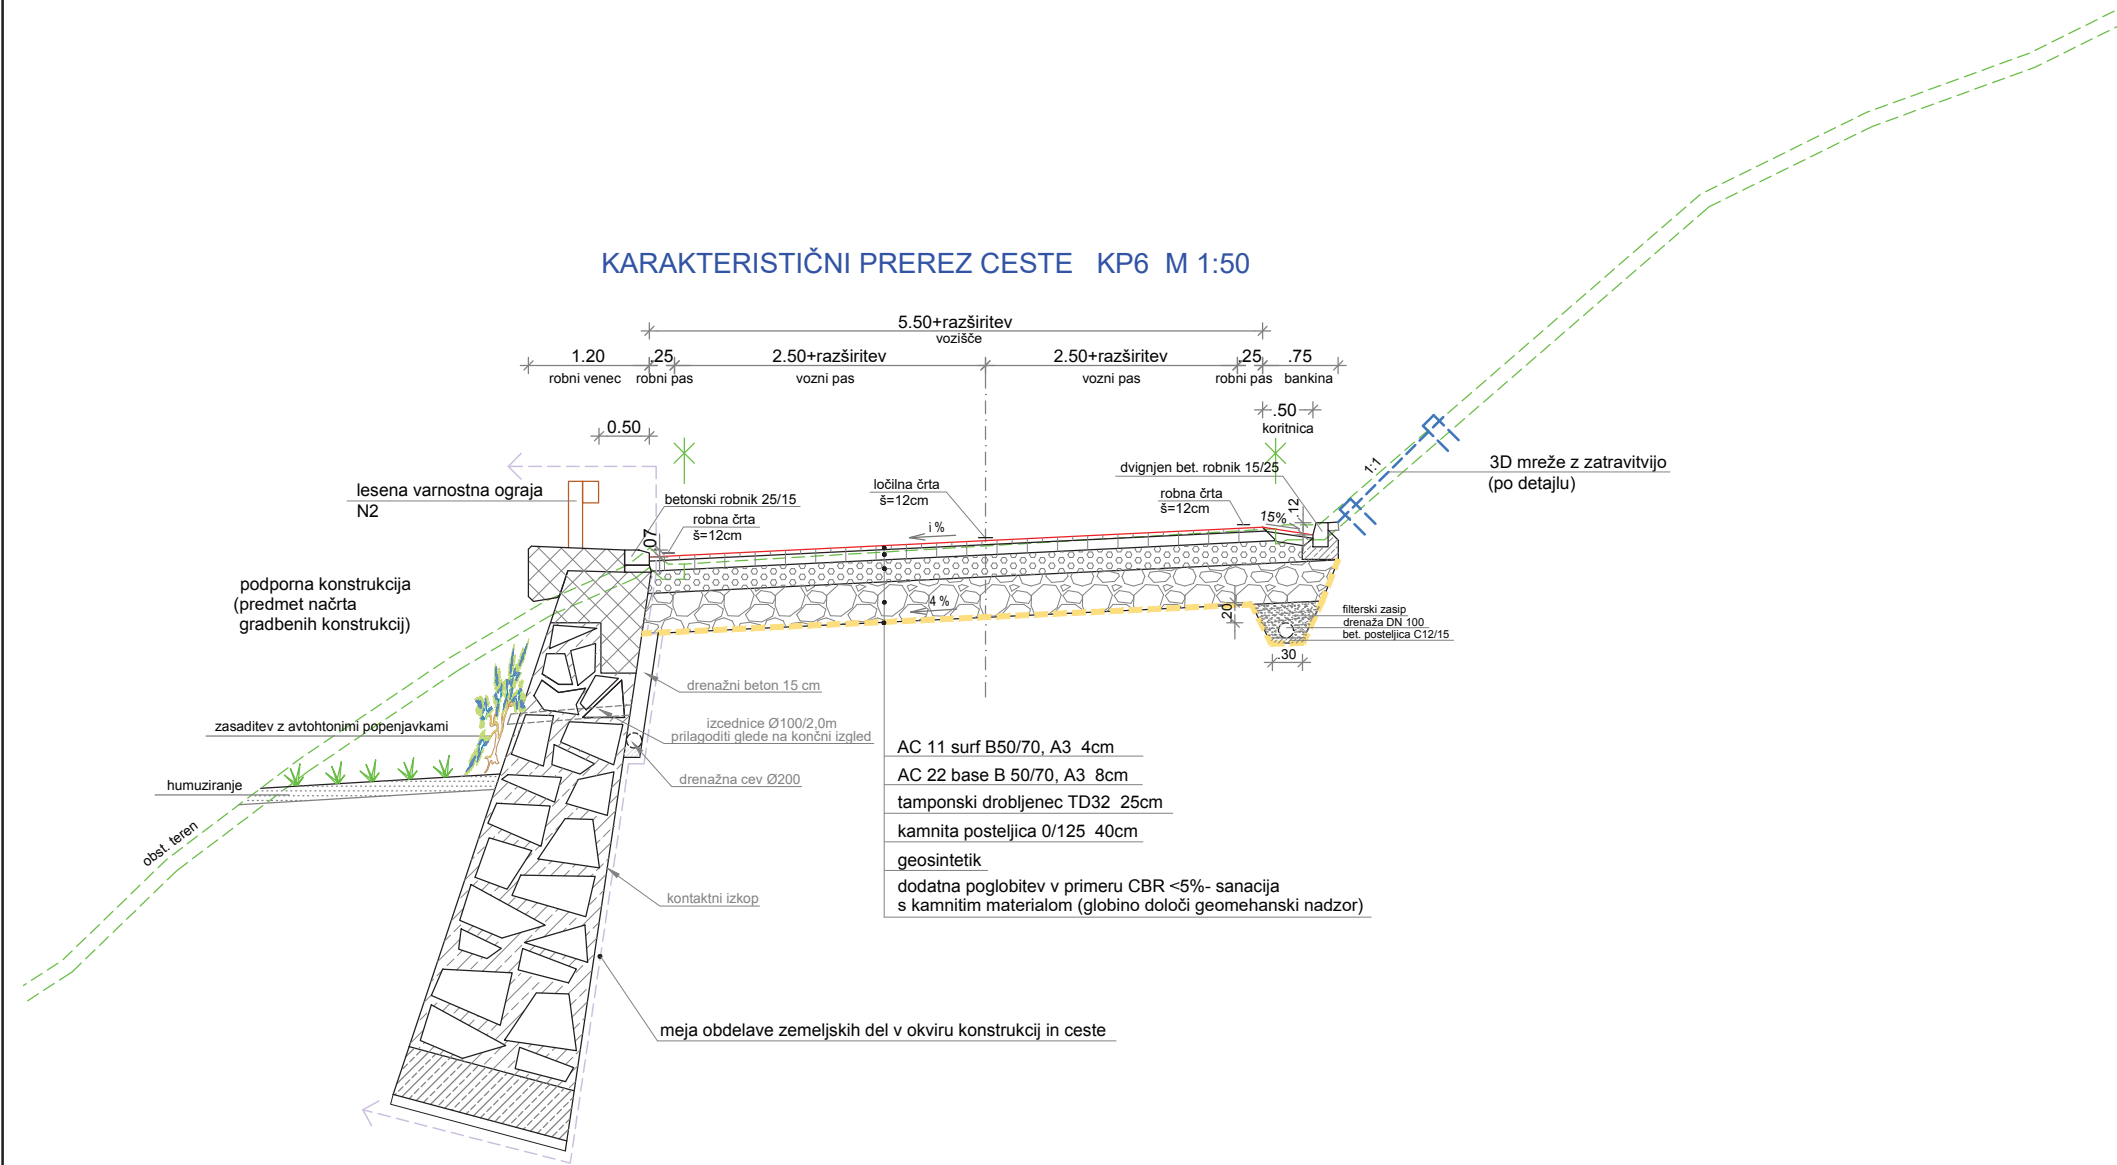 KARAKTERISTIČNI PREREZ CESTE KP6 M 1:50
5.50+razširitev
vozišče
1.20 .25 2.50+razširitev 2.50+razširitev .25 .75
robni venec robni pas vozni pas vozni pas robni pas bankina
.50
koritnica
0.50
lesena varnostna ograja
N2
betonski robnik 25/15
robna črta
š=12cm
.07
ločilna črta
š=12cm
i %
dvignjen bet. robnik 15/25
robna črta
š=12cm
15%
.12
1:1
3D mreže z zatravitvijo
(po detajlu)
podporna konstrukcija
(predmet načrta
gradbenih konstrukcij)
4 %
.20
filterski zasip
drenaža DN 100
bet. posteljica C12/15
.30
drenažni beton 15 cm
izcednice Ø100/2,0m
prilagoditi glede na končni izgled
drenažna cev Ø200
zasaditev z avtohtonimi popenjavkami
humuziranje
obst. teren
AC 11 surf B50/70, A3 4cm
AC 22 base B 50/70, A3 8cm
tamponski drobljenec TD32 25cm
kamnita posteljica 0/125 40cm
geosintetik
dodatna poglobitev v primeru CBR <5%- sanacija
s kamnitim materialom (globino določi geomehanski nadzor)
kontaktni izkop
meja obdelave zemeljskih del v okviru konstrukcij in ceste